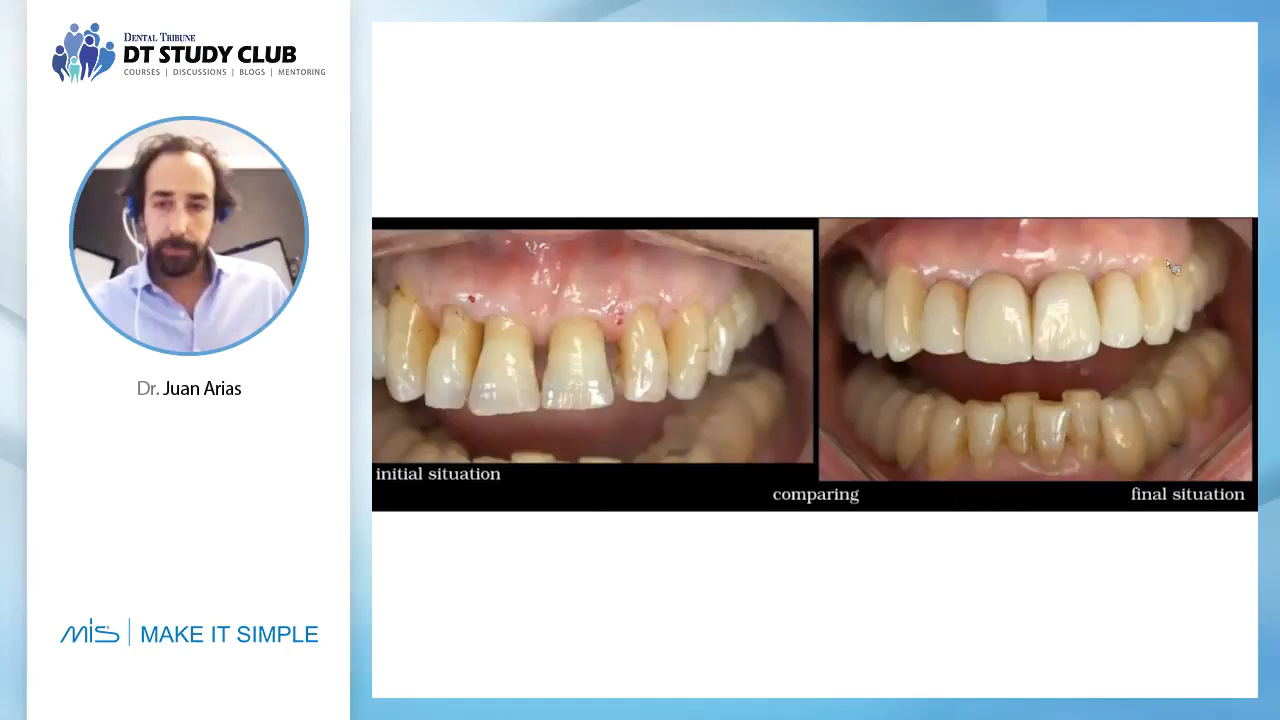 DENTAL TRIBUNE
DT STUDY CLUB
COURSES | DISCUSSIONS | BLOGS | MENTORING
Dr. Juan Arias
mis | MAKE IT SIMPLE
initial situation
comparing
final situation